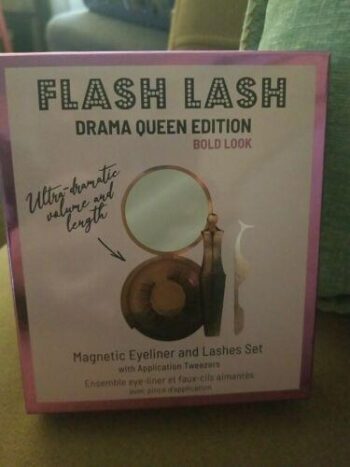 FLASH LASH
DRAMA QUEEN EDITION
BOLD LOOK
Ultra-dramatic
volume and
length
Magnetic Eyeliner and Lashes Set
with Application Tweezers
Ensemble eye-liner et faux-cils aimantés
avec pince d'application